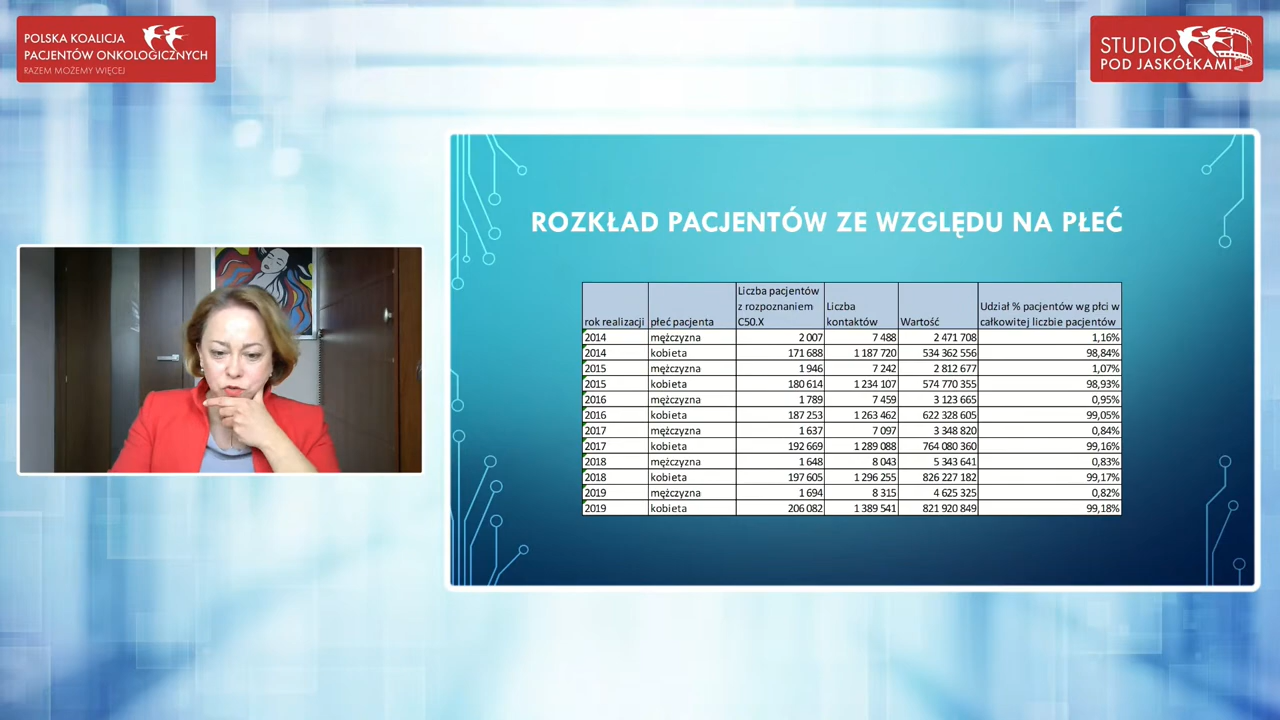 POLSKA KOALICJA
PACJENTÓW ONKOLOGICZNYCH
RAZEM MOŻEMY WIĘCEJ
STUDIO
POD JASKÓŁKAMI
ROZKŁAD PACJENTÓW ZE WZGLĘDU NA PŁEĆ
rok realizacji płeć pacjenta Liczba pacjentów z rozpoznaniem C50.X Liczba kontaktów Wartość Udział % pacjentów wg płci w całkowitej liczbie pacjentów
2014 mężczyzna 2 007 7 488 2 471 708 1,16%
2014 kobieta 171 688 1 187 720 534 362 556 98,84%
2015 mężczyzna 1 946 7 242 2 812 677 1,07%
2015 kobieta 180 614 1 234 107 574 770 355 98,93%
2016 mężczyzna 1 789 7 459 3 123 665 0,95%
2016 kobieta 187 253 1 263 462 622 328 605 99,05%
2017 mężczyzna 1 637 7 097 3 348 820 0,84%
2017 kobieta 192 669 1 289 088 764 080 360 99,16%
2018 mężczyzna 1 648 8 043 5 343 641 0,83%
2018 kobieta 197 605 1 296 255 826 227 182 99,17%
2019 mężczyzna 1 694 8 315 4 625 325 0,82%
2019 kobieta 206 082 1 389 541 821 920 849 99,18%